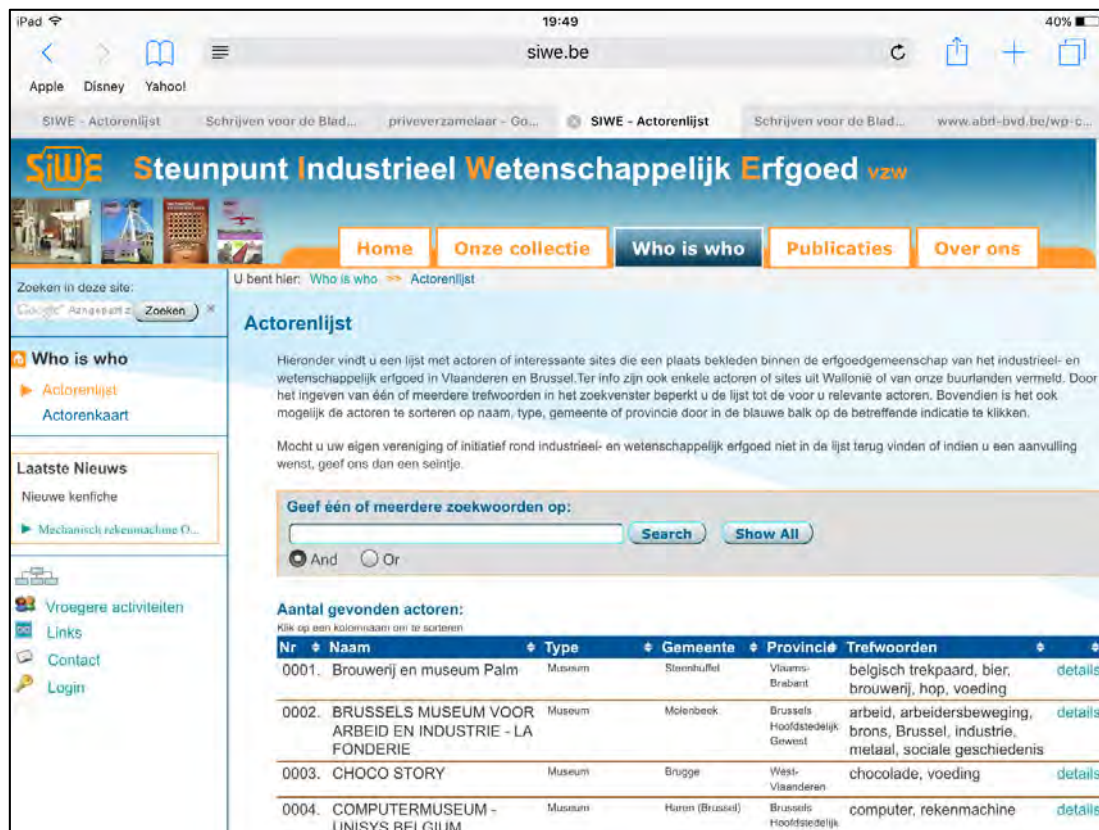 iPad 19:49 40%
siwe.be
Apple Disney Yahoo!
SIWE - Actorenlijst Schrijven voor de Blad... priveverzamelaar - Go... SIWE - Actorenlijst Schrijven voor de Blad... www.abd-bvd.be/wp-c...
SiWE Steunpunt Industrieel Wetenschappelijk Erfgoed vzw
Home Onze collectie Who is who Publicaties Over ons
U bent hier: Who is who >> Actorenlijst
Zoeken in deze site:
Google Aangepast z Zoeken ×
Who is who
Actorenlijst
Actorenkaart
Laatste Nieuws
Nieuwe kenfiche
Mechanisch rekenmachine O...
Vroegere activiteiten
Links
Contact
Login
Actorenlijst
Hieronder vindt u een lijst met actoren of interessante sites die een plaats bekleden binnen de erfgoedgemeenschap van het industrieel- en
wetenschappelijk erfgoed in Vlaanderen en Brussel.Ter info zijn ook enkele actoren of sites uit Wallonië of van onze buurlanden vermeld. Door
het ingeven van één of meerdere trefwoorden in het zoekvenster beperkt u de lijst tot de voor u relevante actoren. Bovendien is het ook
mogelijk de actoren te sorteren op naam, type, gemeente of provincie door in de blauwe balk op de betreffende indicatie te klikken.
Mocht u uw eigen vereniging of initiatief rond industrieel- en wetenschappelijk erfgoed niet in de lijst terug vinden of indien u een aanvulling
wenst, geef ons dan een seintje.
Geef één of meerdere zoekwoorden op:
Search Show All
And Or
Aantal gevonden actoren:
Klik op een kolomnaam om te sorteren
Nr Naam Type Gemeente Provincie Trefwoorden
0001. Brouwerij en museum Palm Museum Steenhuffel Vlaams- belgisch trekpaard, bier, details
Brabant brouwerij, hop, voeding
0002. BRUSSELS MUSEUM VOOR Museum Molenbeek Brussels arbeid, arbeidersbeweging, details
ARBEID EN INDUSTRIE - LA Hoofdstedelijk brons, Brussel, industrie,
FONDERIE Gewest metaal, sociale geschiedenis
0003. CHOCO STORY Museum Brugge West- chocolade, voeding details
Vlaanderen
0004. COMPUTERMUSEUM - Museum Haren (Brussel) Brussels computer, rekenmachine details
UNISYS BELGIUM Hoofdstedelijk